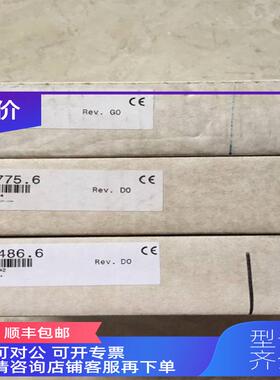 价
Rev. G0
CE
775.6
Rev. D0
CE
486.6
Rev. D0
CE
顺丰包邮
可对公 可开专票
请咨询店铺客服再下单
型
齐